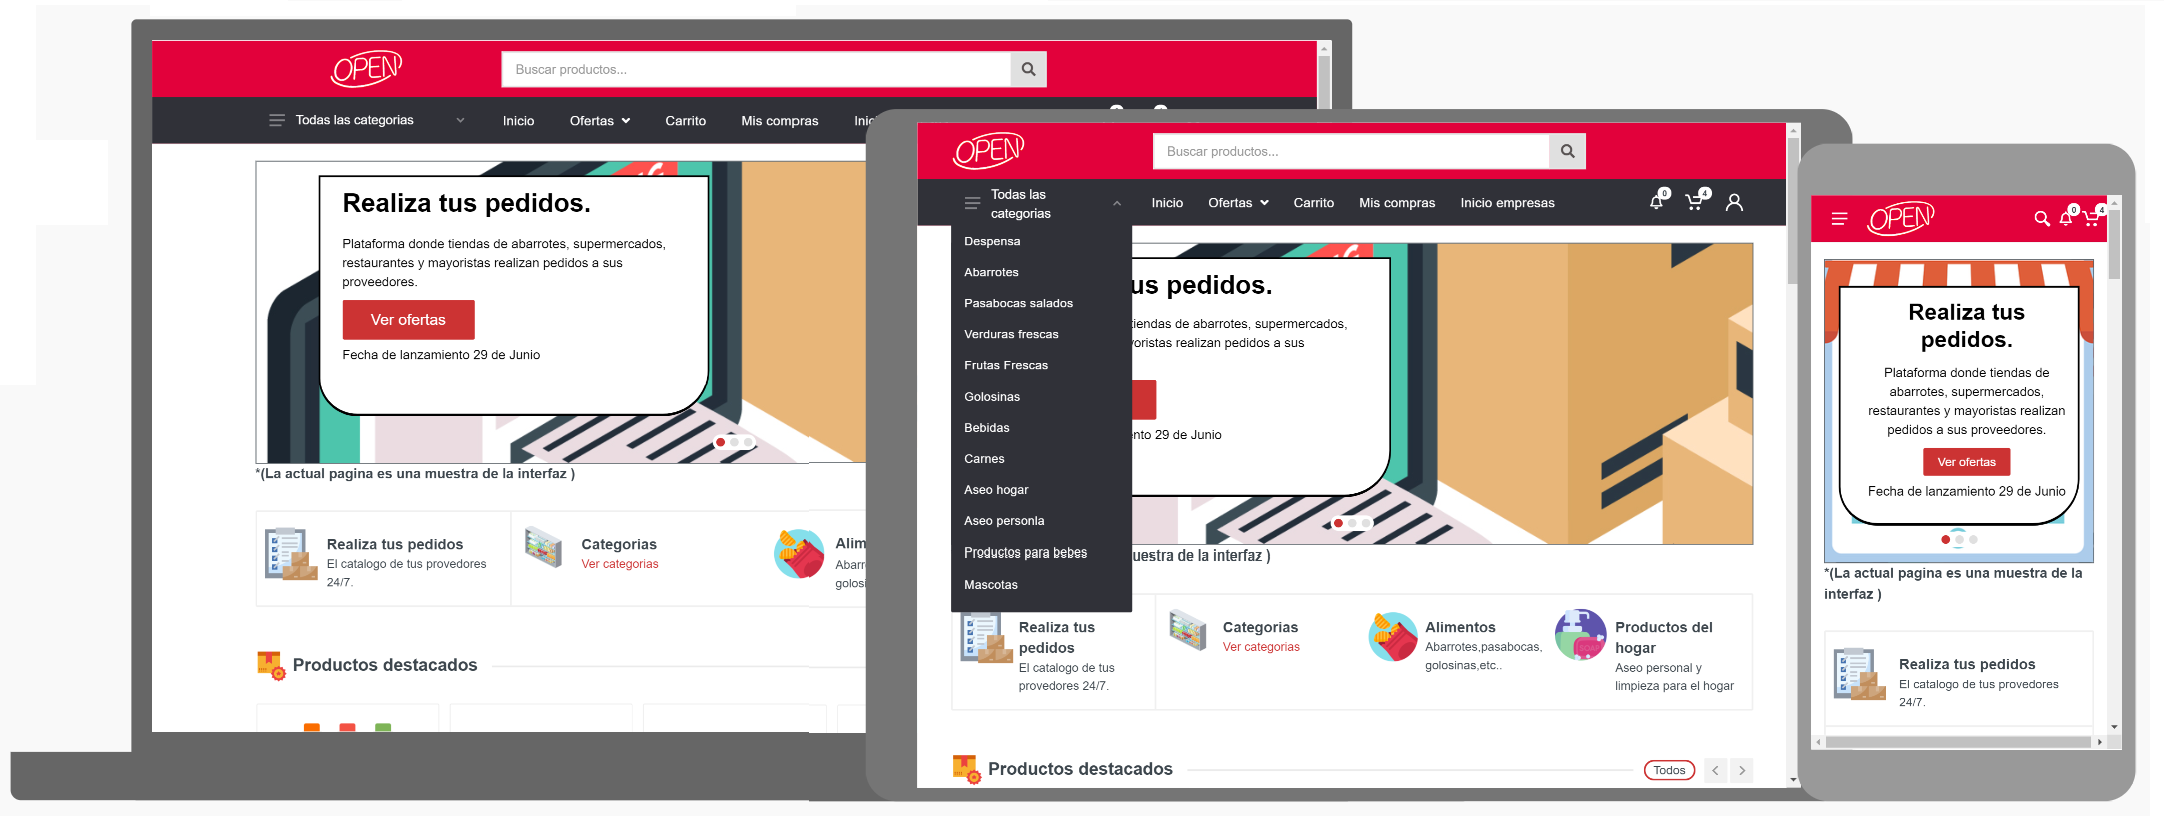 OPEN
Buscar productos...
Todas las categorias
Inicio
Ofertas
Carrito
Mis compras
Realiza tus pedidos.
Plataforma donde tiendas de abarrotes, supermercados,
restaurantes y mayoristas realizan pedidos a sus
proveedores.
Ver ofertas
Fecha de lanzamiento 29 de Junio
*(La actual pagina es una muestra de la interfaz )
Realiza tus pedidos
El catalogo de tus provedores
24/7.
Categorias
Ver categorias
Productos destacados
OPEN
Buscar productos...
Todas las
categorias
Inicio
Ofertas
Carrito
Mis compras
Inicio empresas
0
4
Despensa
Abarrotes
Pasabocas salados
Verduras frescas
Frutas Frescas
Golosinas
Bebidas
Carnes
Aseo hogar
Aseo personla
Productos para bebes
Mascotas
us pedidos.
tiendas de abarrotes, supermercados,
realizan pedidos a sus
29 de Junio
de la interfaz )
Realiza tus
pedidos
El catalogo de tus
provedores 24/7.
Categorias
Ver categorias
Alimentos
Abarrotes,pasabocas,
golosinas,etc..
Productos del
hogar
Aseo personal y
limpieza para el hogar
Productos destacados
Todos
OPEN
0
4
Realiza tus
pedidos.
Plataforma donde tiendas de
abarrotes, supermercados,
restaurantes y mayoristas realizan
pedidos a sus proveedores.
Ver ofertas
Fecha de lanzamiento 29 de Junio
*(La actual pagina es una muestra de la
interfaz )
Realiza tus pedidos
El catalogo de tus provedores
24/7.